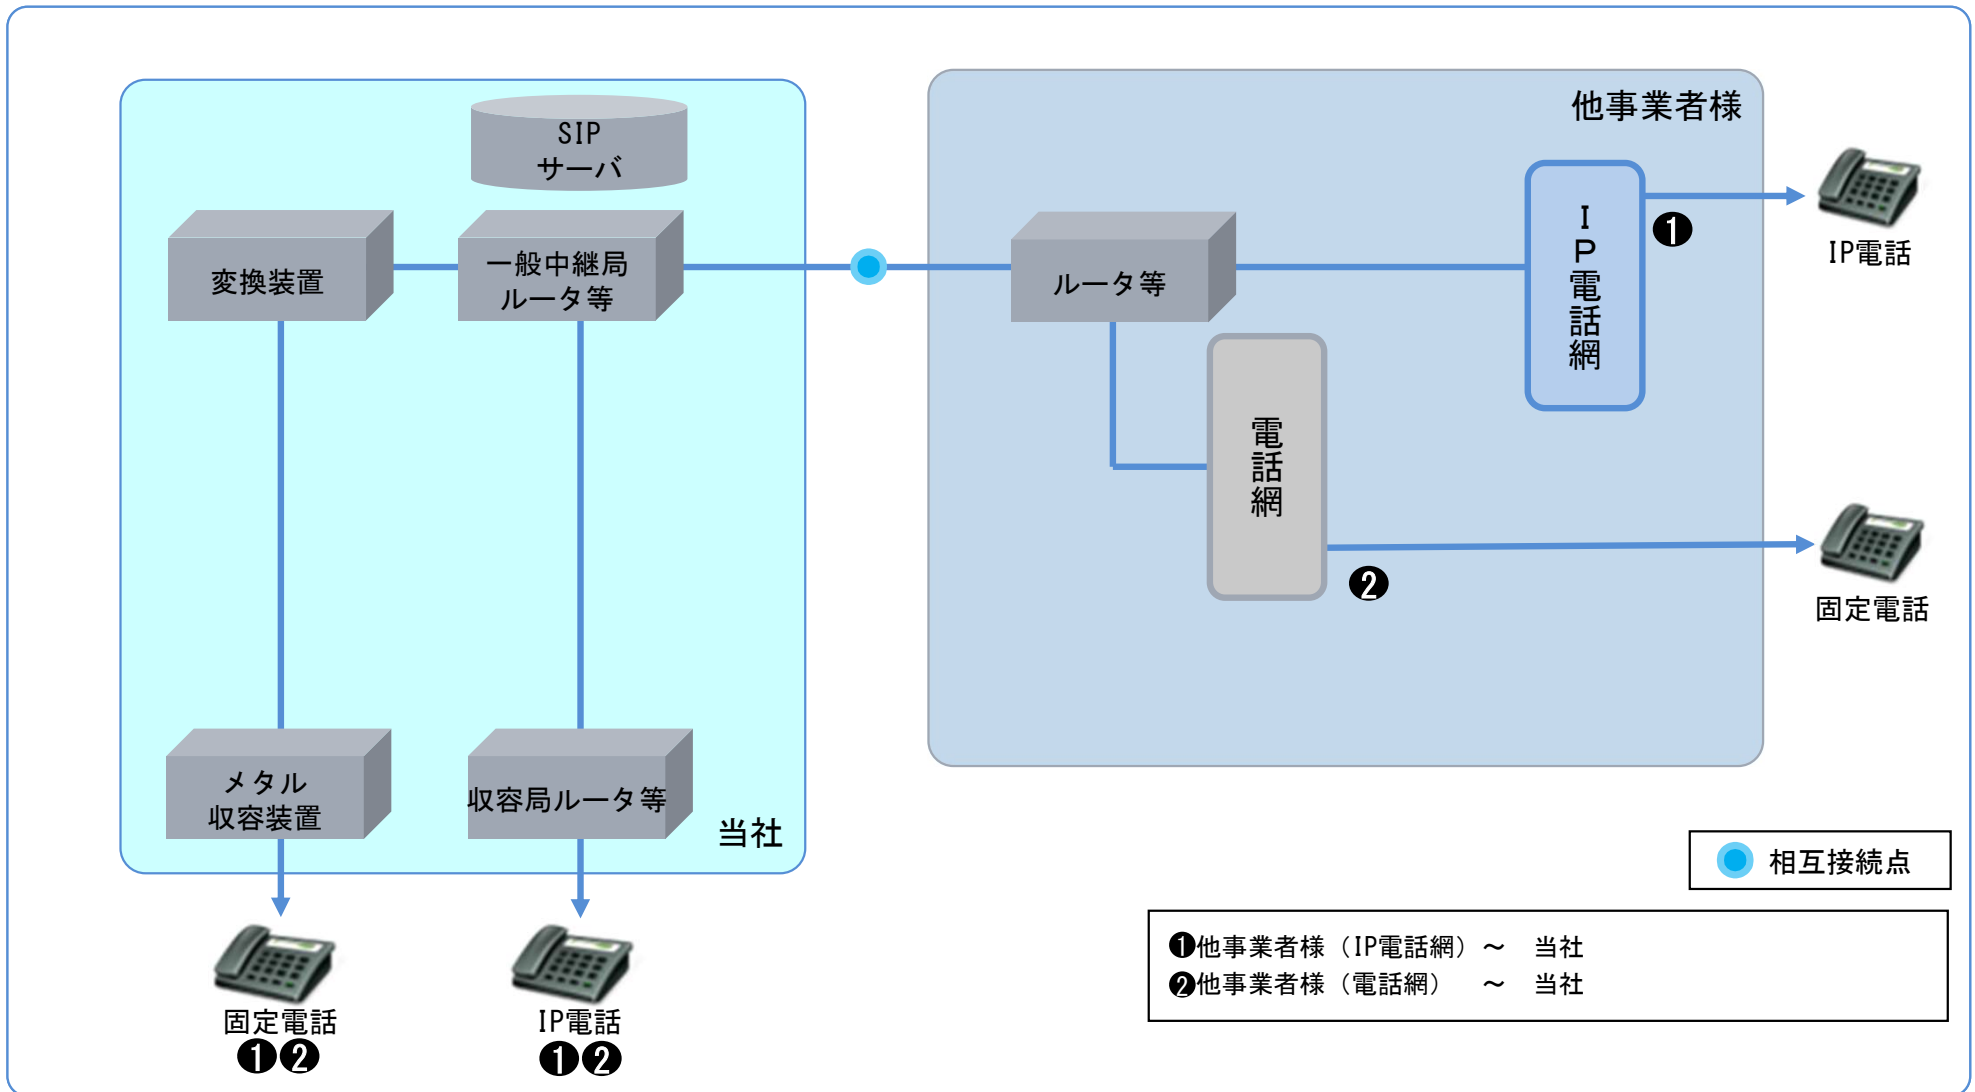 他事業者様
SIP
サーバ
IP電話網
❶
IP電話
変換装置
一般中継局
ルータ等
ルータ等
電話網
❷
固定電話
メタル
収容装置
収容局ルータ等
当社
相互接続点
❶他事業者様（IP電話網）～　当社
❷他事業者様（電話網）　～　当社
固定電話
❶❷
IP電話
❶❷